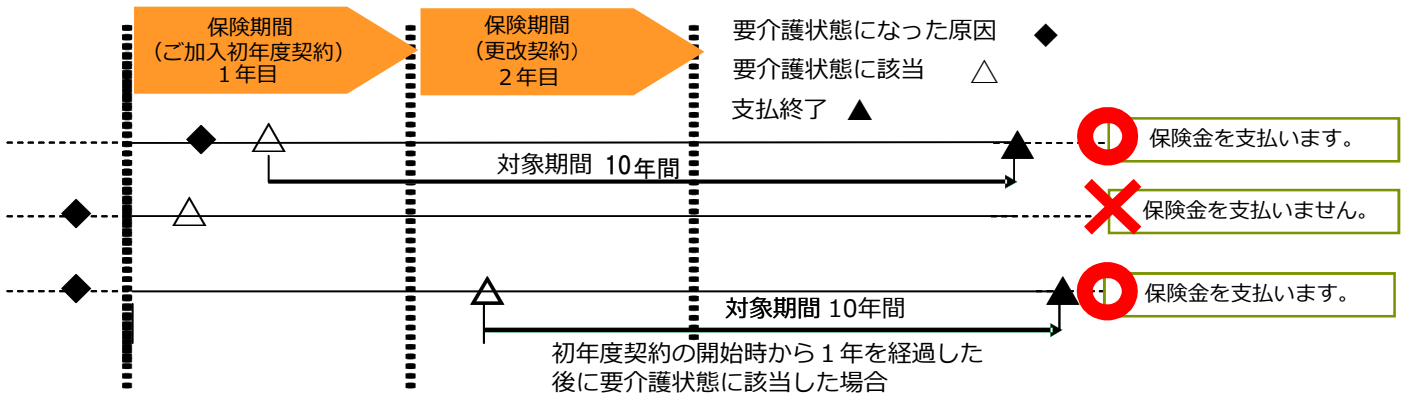 保険期間
（ご加入初年度契約）
１年目
保険期間
（更改契約）
２年目
要介護状態になった原因 ◆
要介護状態に該当 △
支払終了 ▲
対象期間 10年間
保険金を支払います。
保険金を支払いません。
対象期間 10年間
保険金を支払います。
初年度契約の開始時から１年を経過した
後に要介護状態に該当した場合